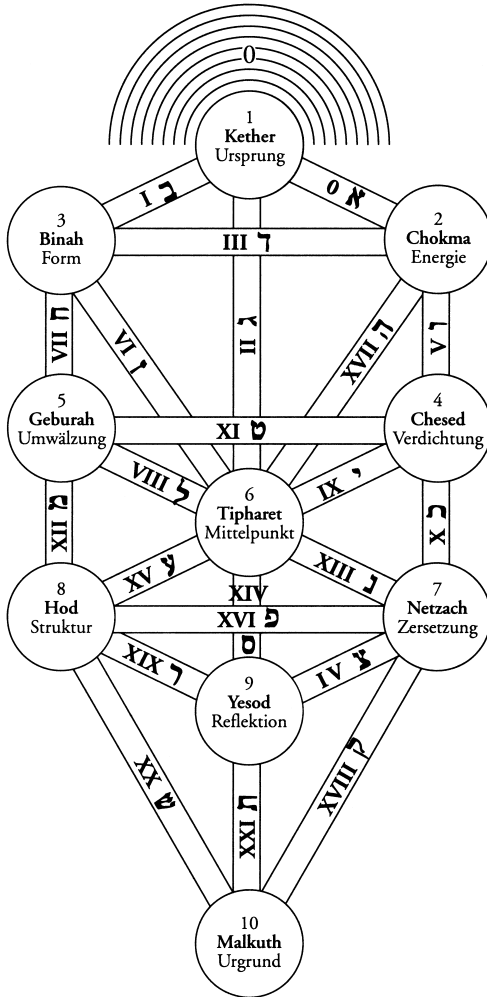 0
1
Kether
Ursprung
I ב
0 א
3
Binah
Form
2
Chokma
Energie
III ד
VII ח
VI ז
II ג
XVII ה
V ו
5
Geburah
Umwälzung
4
Chesed
Verdichtung
XI ט
VIII ל
6
Tipharet
Mittelpunkt
IX י
XII מ
X כ
XV ע
XIII נ
8
Hod
Struktur
XIV
XVI פ
ס
7
Netzach
Zersetzung
XIX ר
9
Yesod
Reflektion
IV צ
XX ש
XXI ת
XVIII ק
10
Malkuth
Urgrund